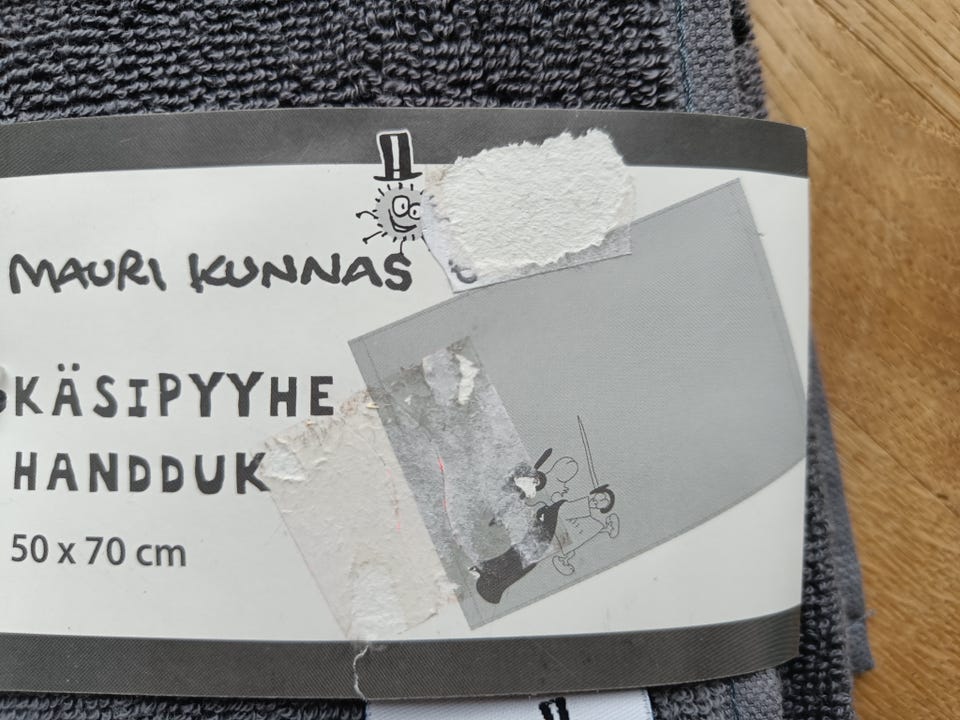 MAURI KUNNAS
KÄSIPYYHE
HANDDUK
50 x 70 cm